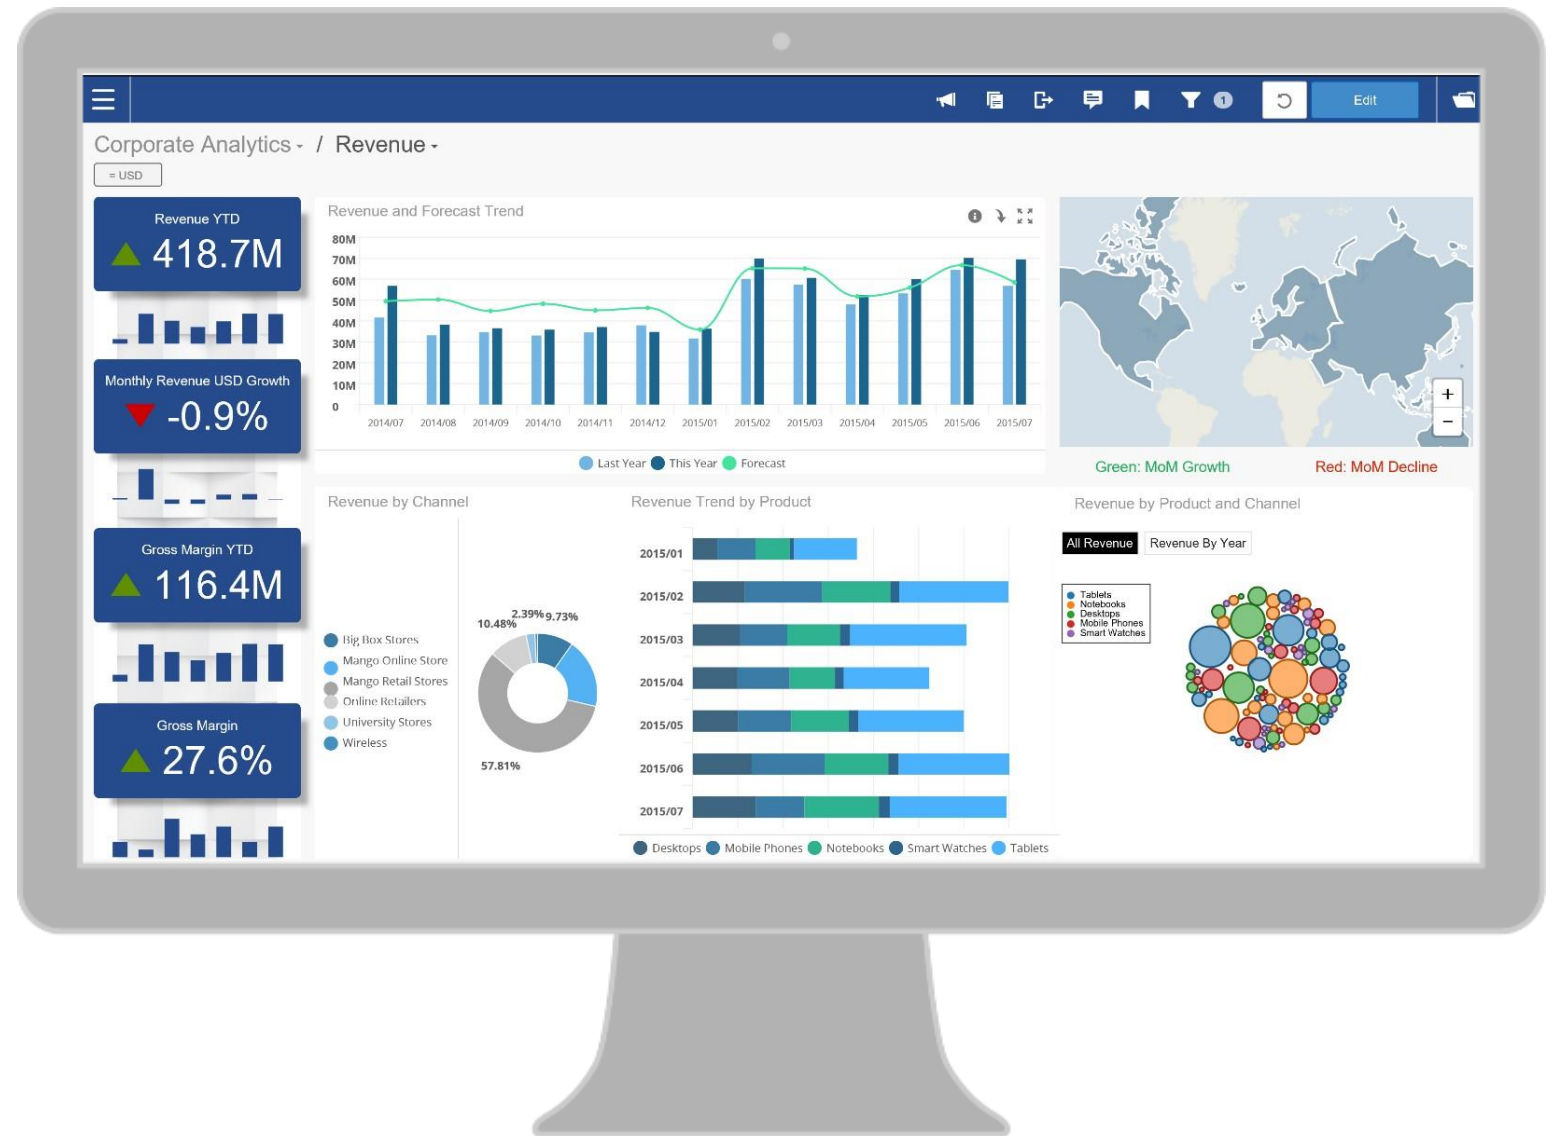 1
Edit
Corporate Analytics / Revenue
= USD
Revenue YTD
418.7M
Monthly Revenue USD Growth
-0.9%
Gross Margin YTD
116.4M
Gross Margin
27.6%
Revenue and Forecast Trend
80M
70M
60M
50M
40M
30M
20M
10M
0
2014/07 2014/08 2014/09 2014/10 2014/11 2014/12 2015/01 2015/02 2015/03 2015/04 2015/05 2015/06 2015/07
Last Year This Year Forecast
+
−
Green: MoM Growth Red: MoM Decline
Revenue by Channel
Big Box Stores
Mango Online Store
Mango Retail Stores
Online Retailers
University Stores
Wireless
2.39% 9.73%
10.48%
57.81%
Revenue Trend by Product
2015/01
2015/02
2015/03
2015/04
2015/05
2015/06
2015/07
Desktops Mobile Phones Notebooks Smart Watches Tablets
Revenue by Product and Channel
All Revenue Revenue By Year
Tablets
Notebooks
Desktops
Mobile Phones
Smart Watches